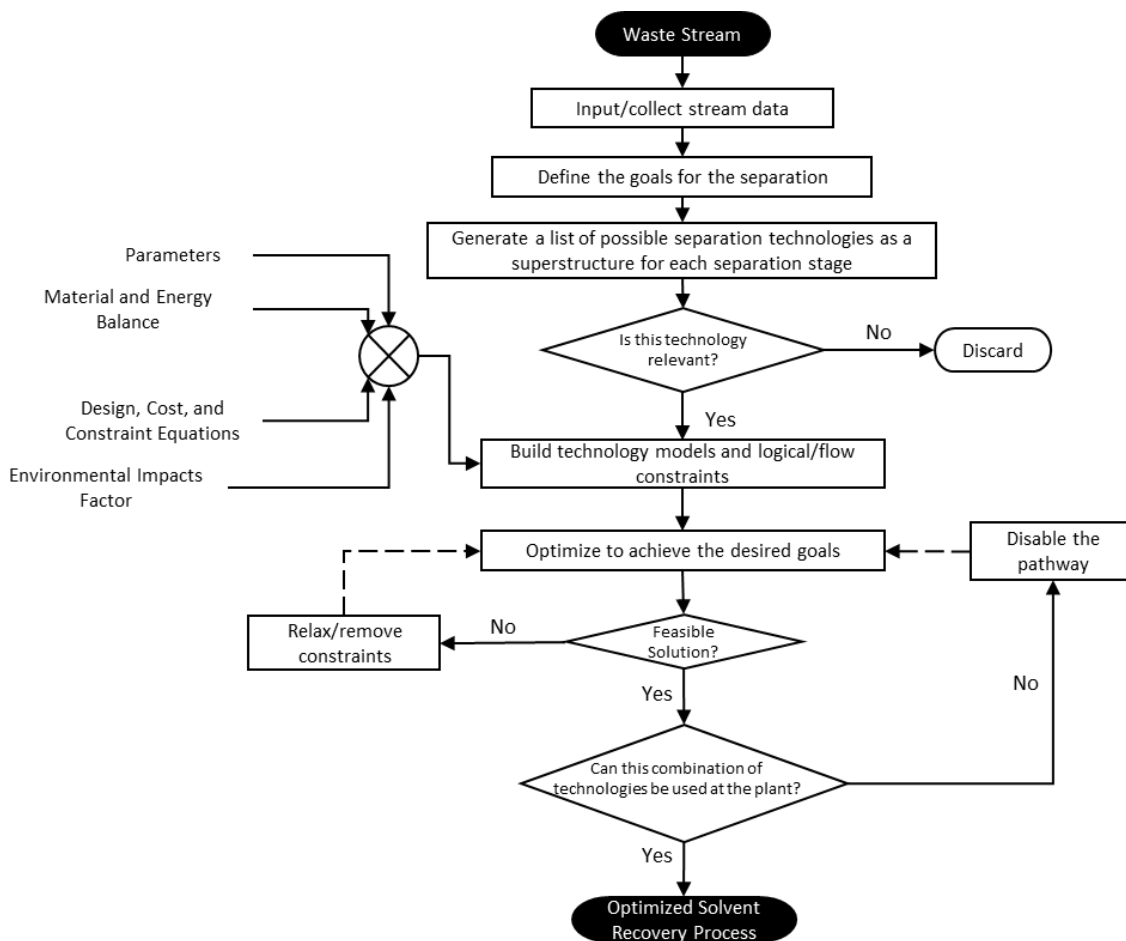 Waste Stream
Input/collect stream data
Define the goals for the separation
Generate a list of possible separation technologies as a
superstructure for each separation stage
Parameters
Material and Energy
Balance
Design, Cost, and
Constraint Equations
Environmental Impacts
Factor
Is this technology
relevant?
No
Discard
Yes
Build technology models and logical/flow
constraints
Optimize to achieve the desired goals
Disable the
pathway
Relax/remove
constraints
No
Feasible
Solution?
Yes
No
Can this combination of
technologies be used at the plant?
Yes
Optimized Solvent
Recovery Process